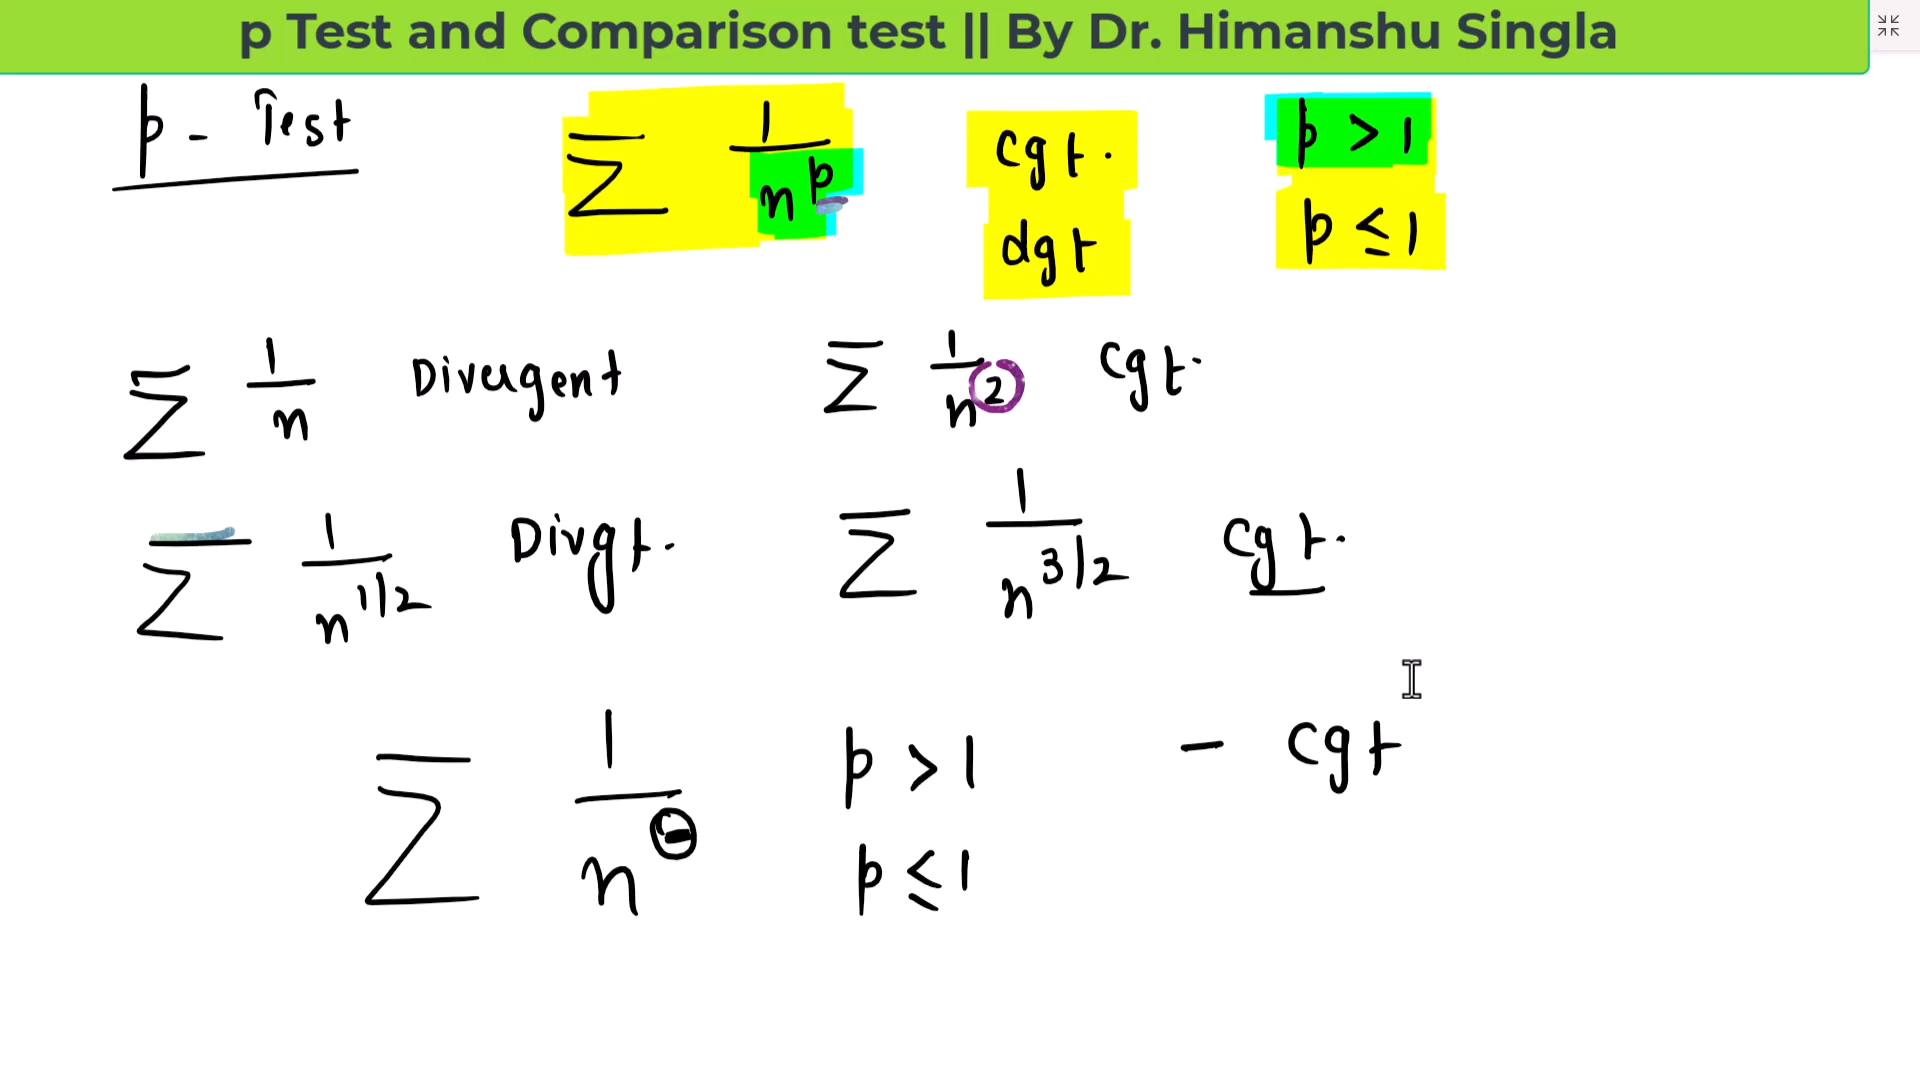 p Test and Comparison test || By Dr. Himanshu Singla
p - Test   Σ 1/n^p   cgt.   p > 1
dgt   p ≤ 1
Σ 1/n   Divergent   Σ 1/n^2   cgt.
Σ 1/n^1/2   Divgt.   Σ 1/n^3/2   cgt.
Σ 1/n   p > 1   - cgt
p ≤ 1